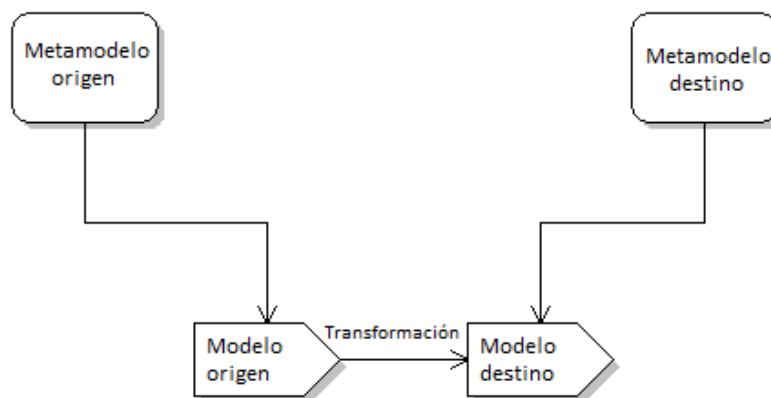 Metamodelo
origen
Metamodelo
destino
Transformación
Modelo
origen
Modelo
destino